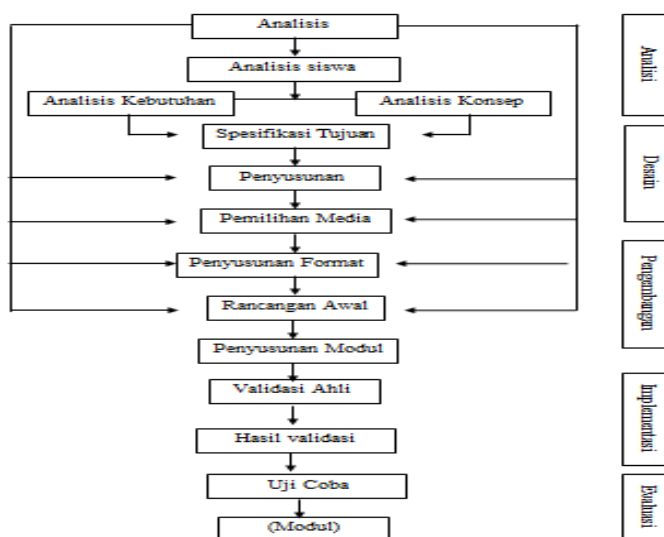 Analisis
Analisis siswa
Analisis Kebutuhan
Analisis Konsep
Spesifikasi Tujuan
Penyusunan
Pemilihan Media
Penyusunan Format
Rancangan Awal
Penyusunan Modul
Validasi Ahli
Hasil validasi
Uji Coba
(Modul)
Analisi
Desain
Pengambangan
Implementasi
Evaluasi